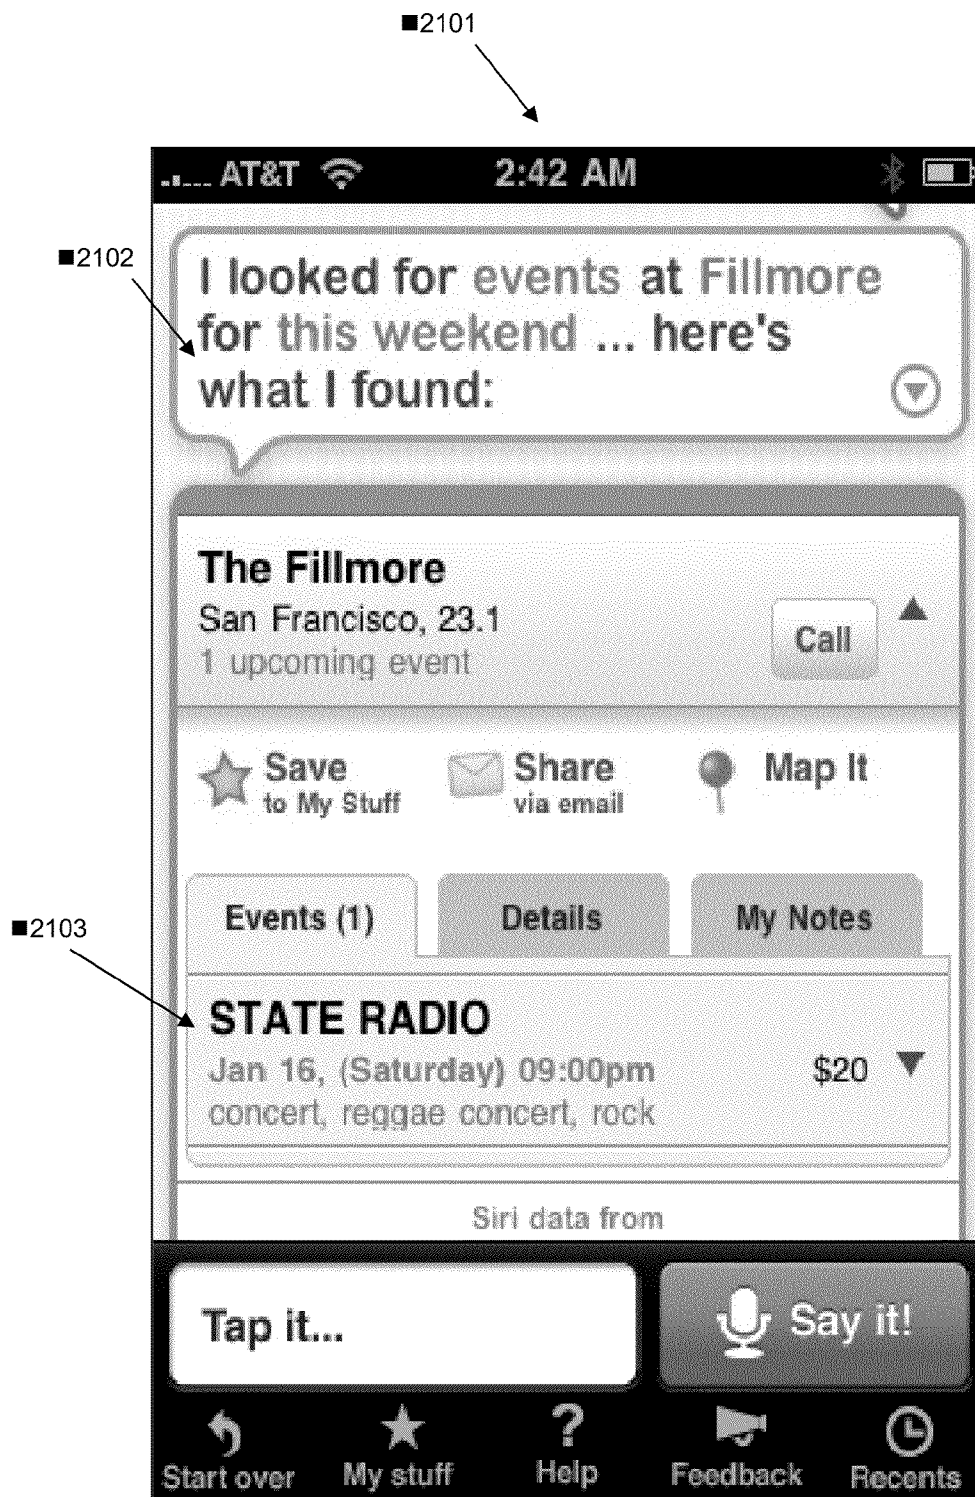 ■2101
AT&T 2:42 AM
■2102
I looked for events at Fillmore
for this weekend ... here's
what I found:
The Fillmore
San Francisco, 23.1
1 upcoming event
Call
Save
to My Stuff
Share
via email
Map It
■2103
Events (1) Details My Notes
STATE RADIO
Jan 16, (Saturday) 09:00pm
concert, reggae concert, rock
$20
Siri data from
Tap it...
Say it!
Start over My stuff Help Feedback Recents